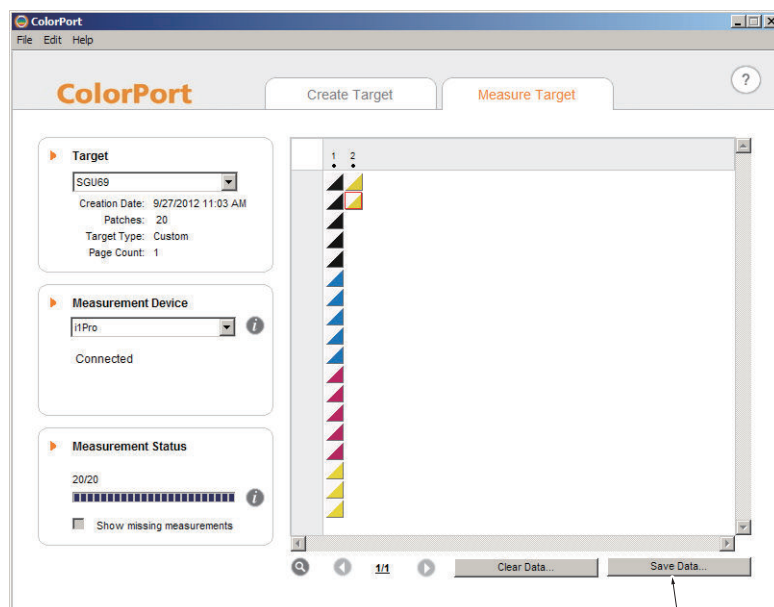 ColorPort
File Edit Help
ColorPort
Create Target
Measure Target
?
Target
1 2
SGU69
Creation Date: 9/27/2012 11:03 AM
Patches: 20
Target Type: Custom
Page Count: 1
Measurement Device
i1Pro
i
Connected
Measurement Status
20/20
i
Show missing measurements
1/1
Clear Data...
Save Data...